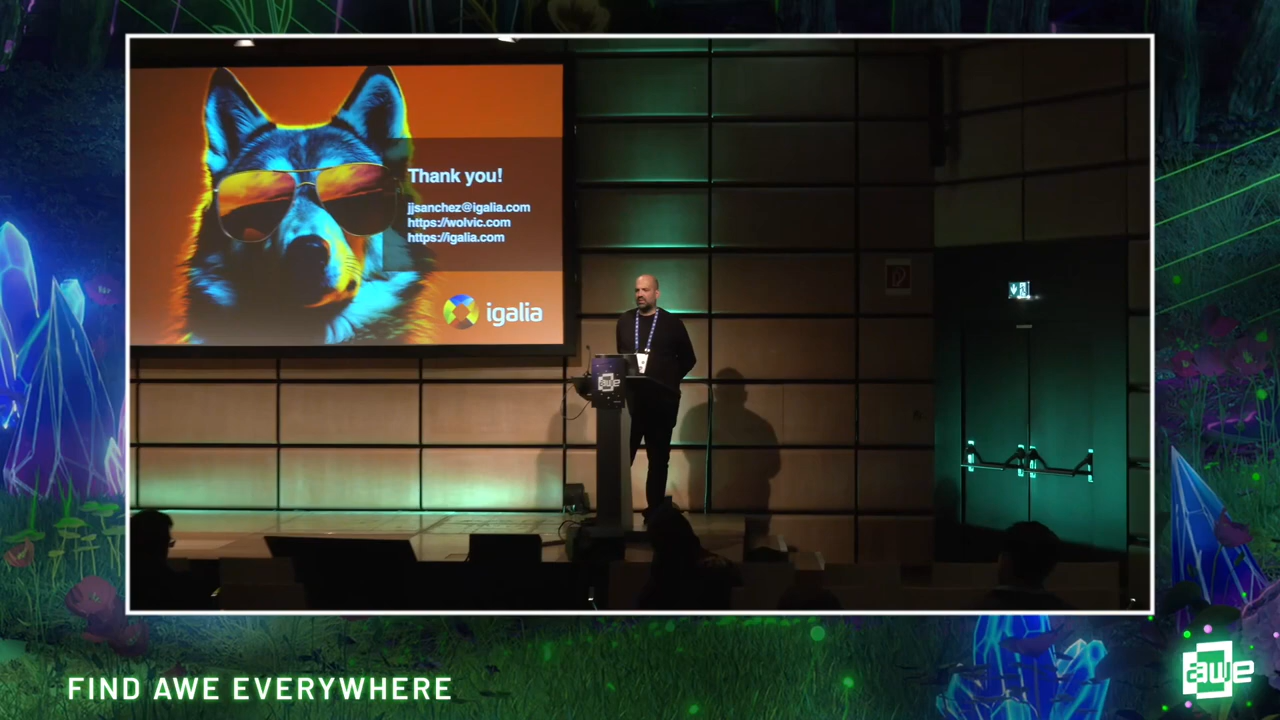 Thank you!
jjsanchez@igalia.com
https://wolvic.com
https://igalia.com
igalia
awe
FIND AWE EVERYWHERE
awe